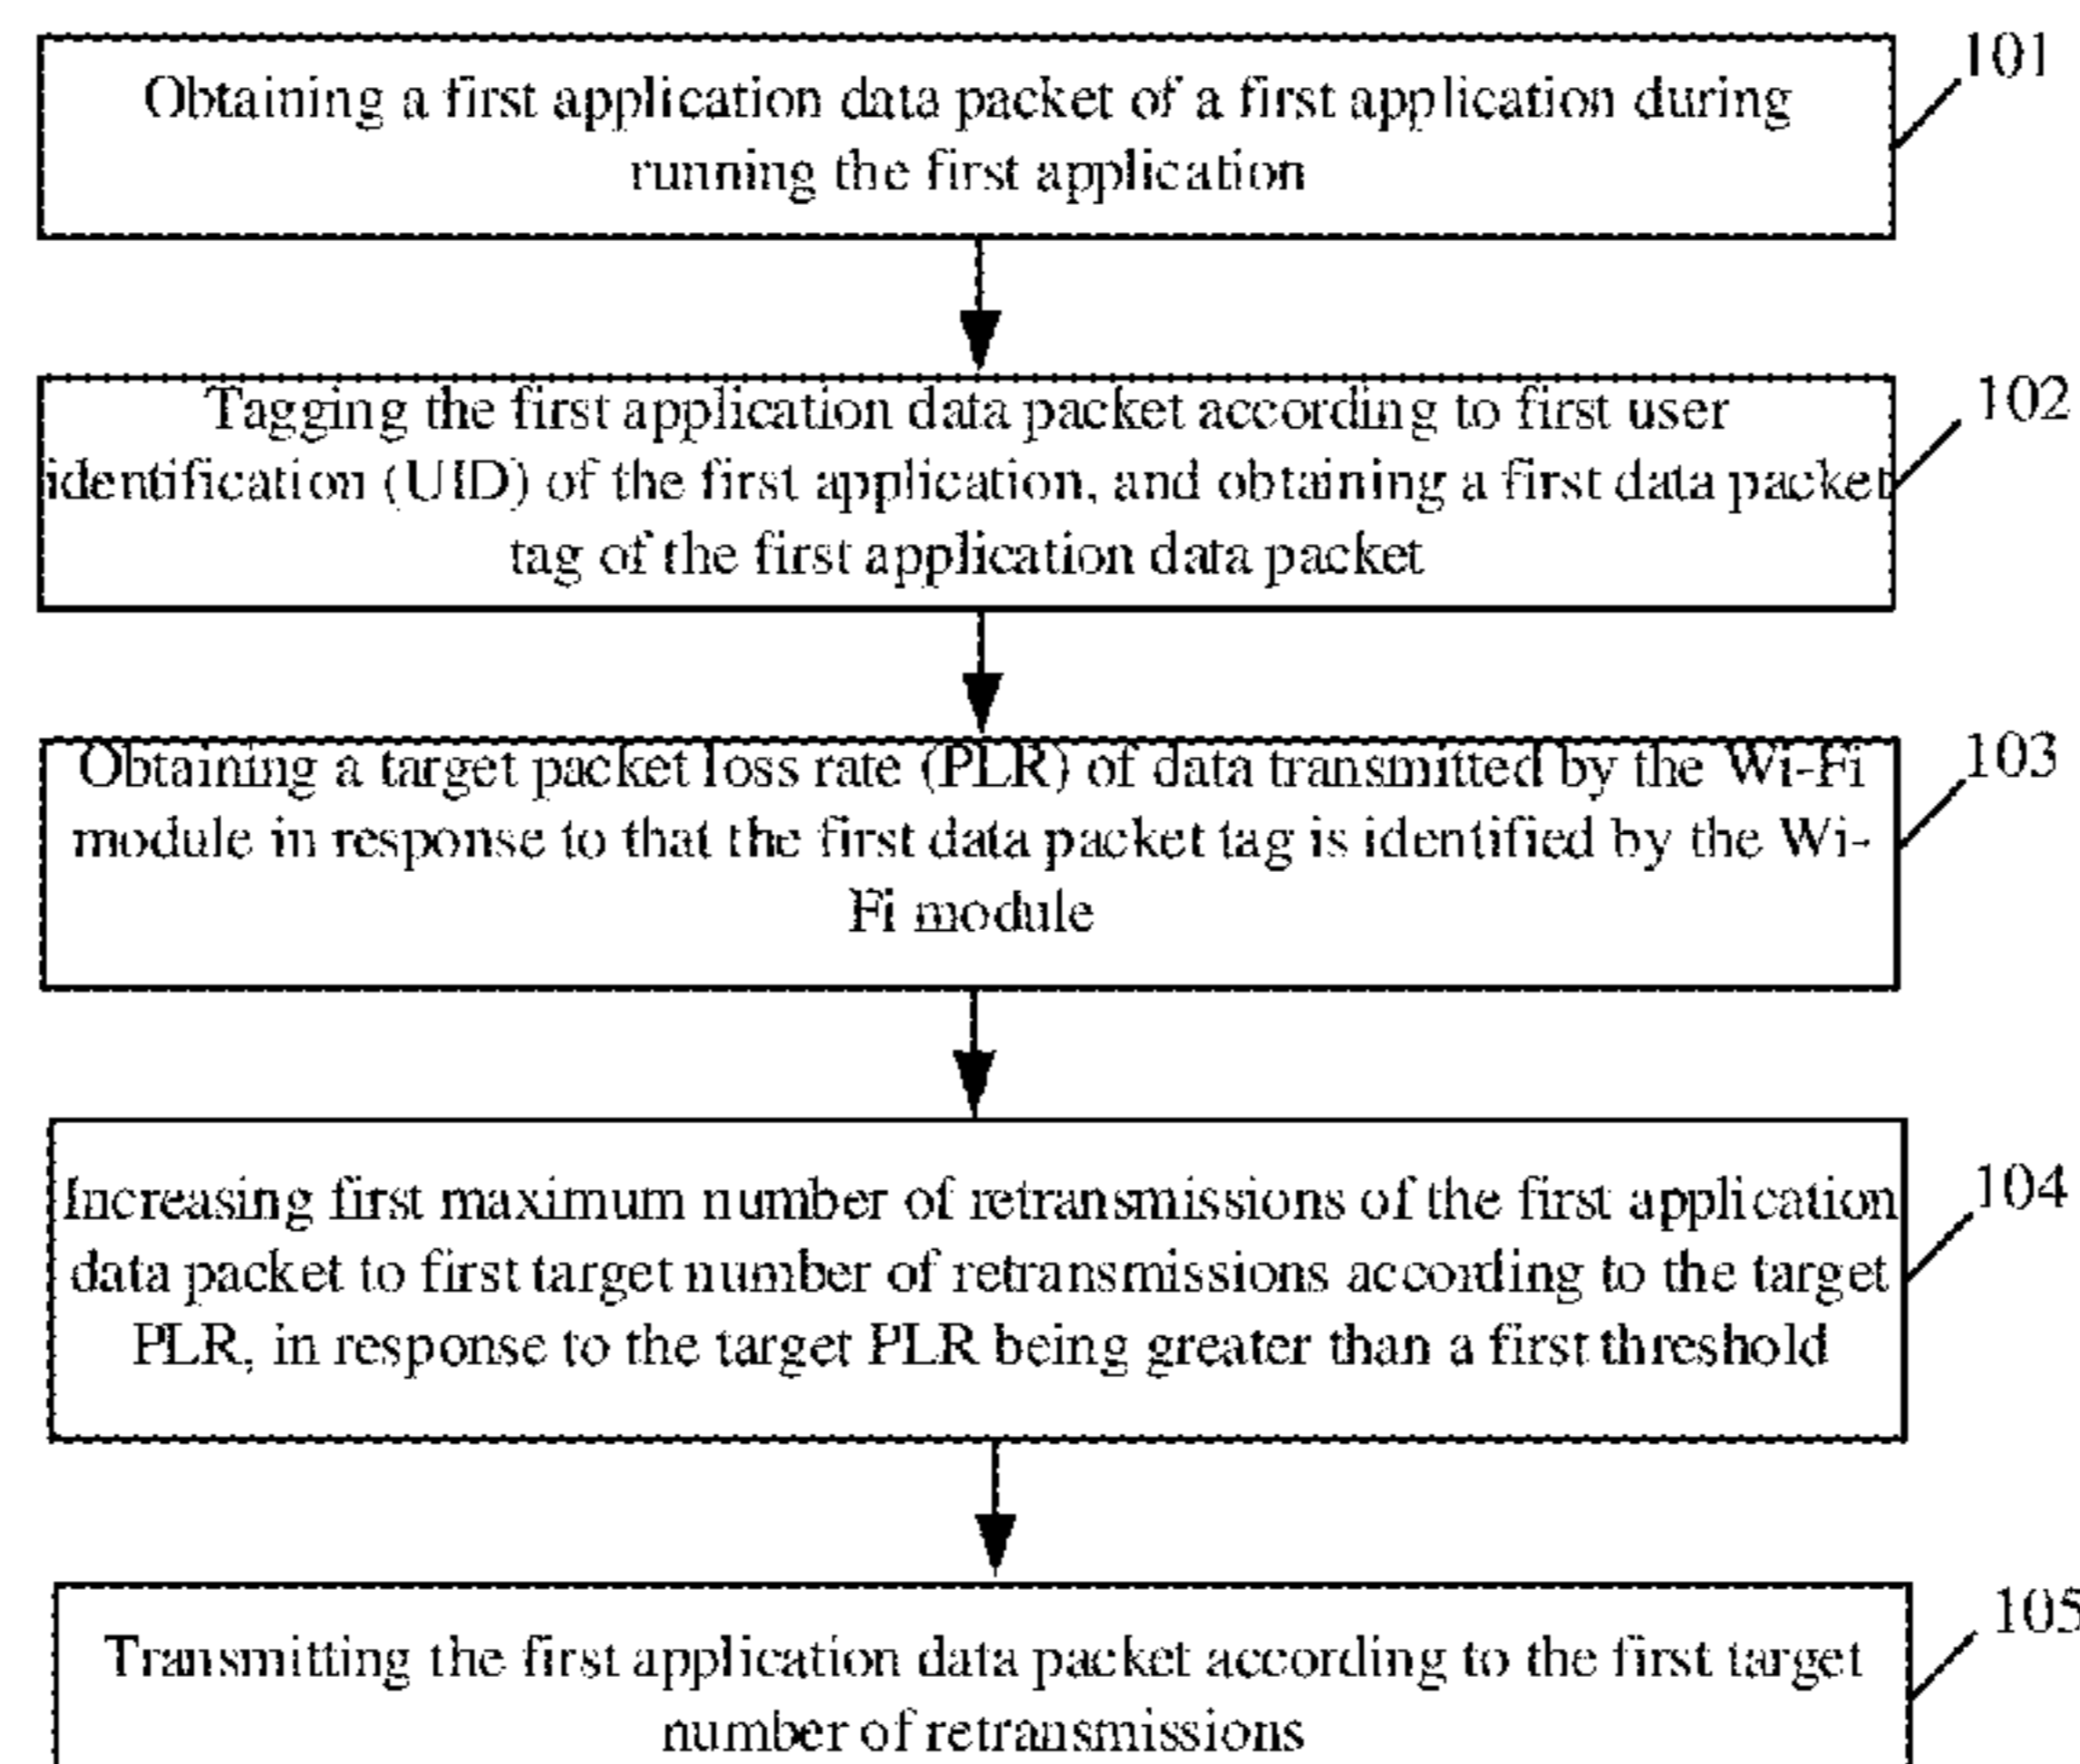 Obtaining a first application data packet of a first application during
running the first application
101
Tagging the first application data packet according to first user
identification (UID) of the first application, and obtaining a first data packet
tag of the first application data packet
102
Obtaining a target packet loss rate (PLR) of data transmitted by the Wi-Fi
module in response to that the first data packet tag is identified by the Wi-
Fi module
103
Increasing first maximum number of retransmissions of the first application
data packet to first target number of retransmissions according to the target
PLR, in response to the target PLR being greater than a first threshold
104
Transmitting the first application data packet according to the first target
number of retransmissions
105